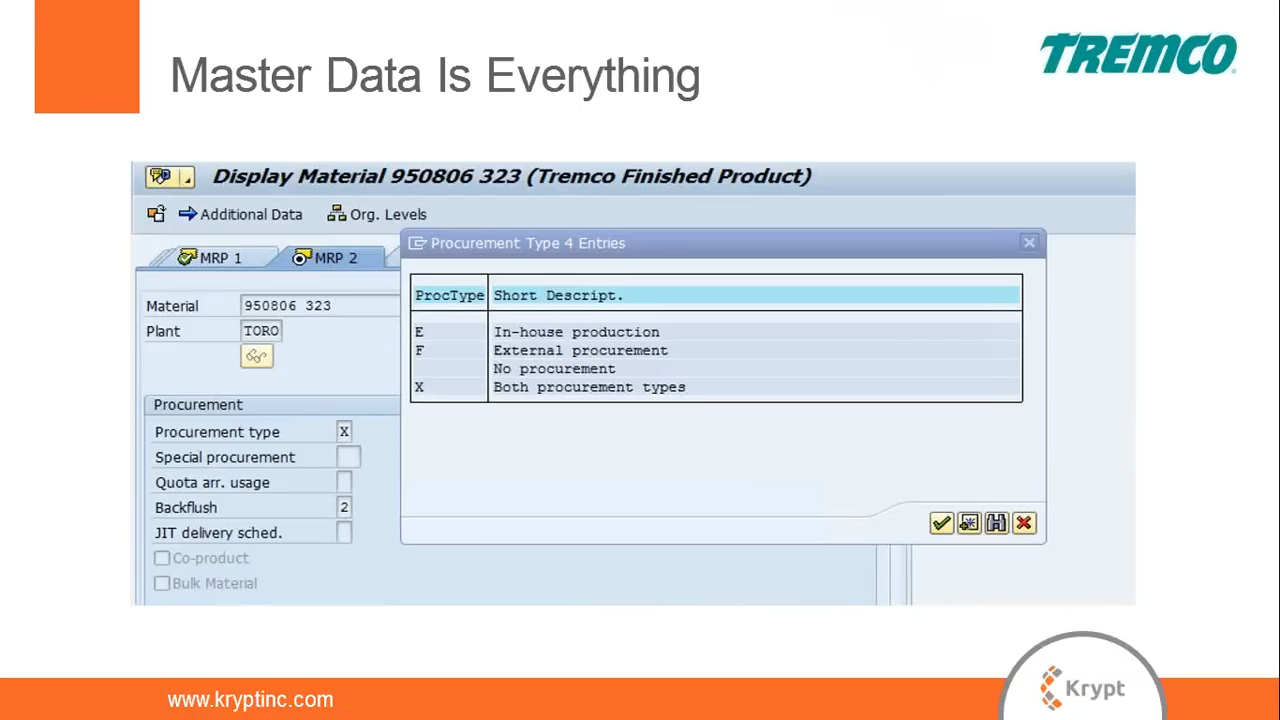 TREMCO
Master Data Is Everything
Display Material 950806 323 (Tremco Finished Product)
Additional Data Org. Levels
MRP 1 MRP 2
Material 950806 323
Plant TORO
Procurement
Procurement type X
Special procurement
Quota arr. usage
Backflush 2
JIT delivery sched.
Co-product
Bulk Material
Procurement Type 4 Entries
ProcType Short Descript.
E In-house production
F External procurement
No procurement
X Both procurement types
www.kryptinc.com
Krypt